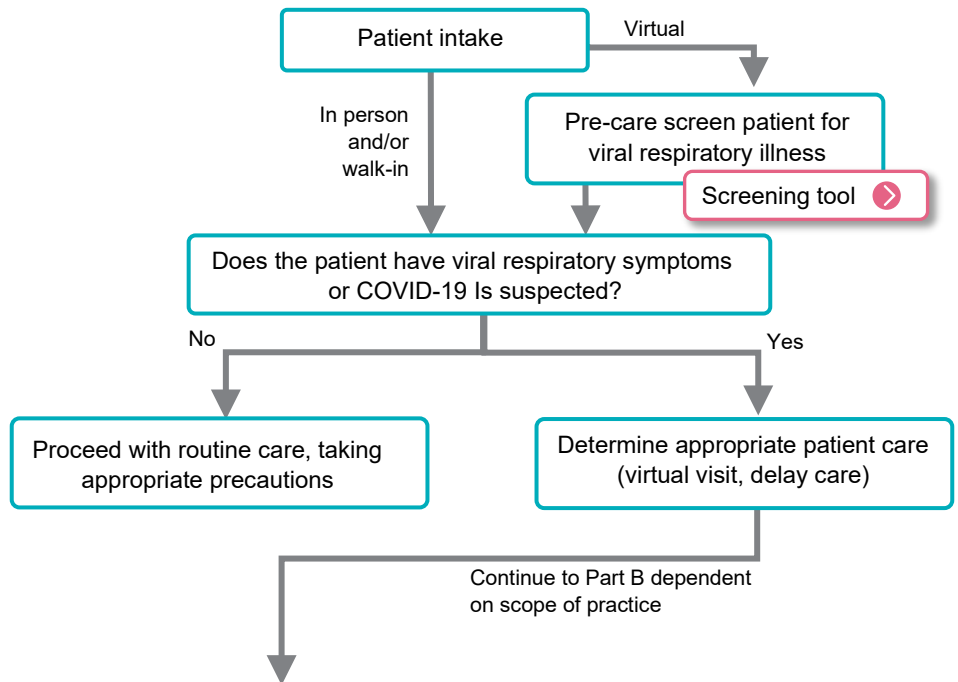 Patient intake
Virtual
In person
and/or
walk-in
Pre-care screen patient for
viral respiratory illness
Screening tool
Does the patient have viral respiratory symptoms
or COVID-19 Is suspected?
No
Yes
Proceed with routine care, taking
appropriate precautions
Determine appropriate patient care
(virtual visit, delay care)
Continue to Part B dependent
on scope of practice